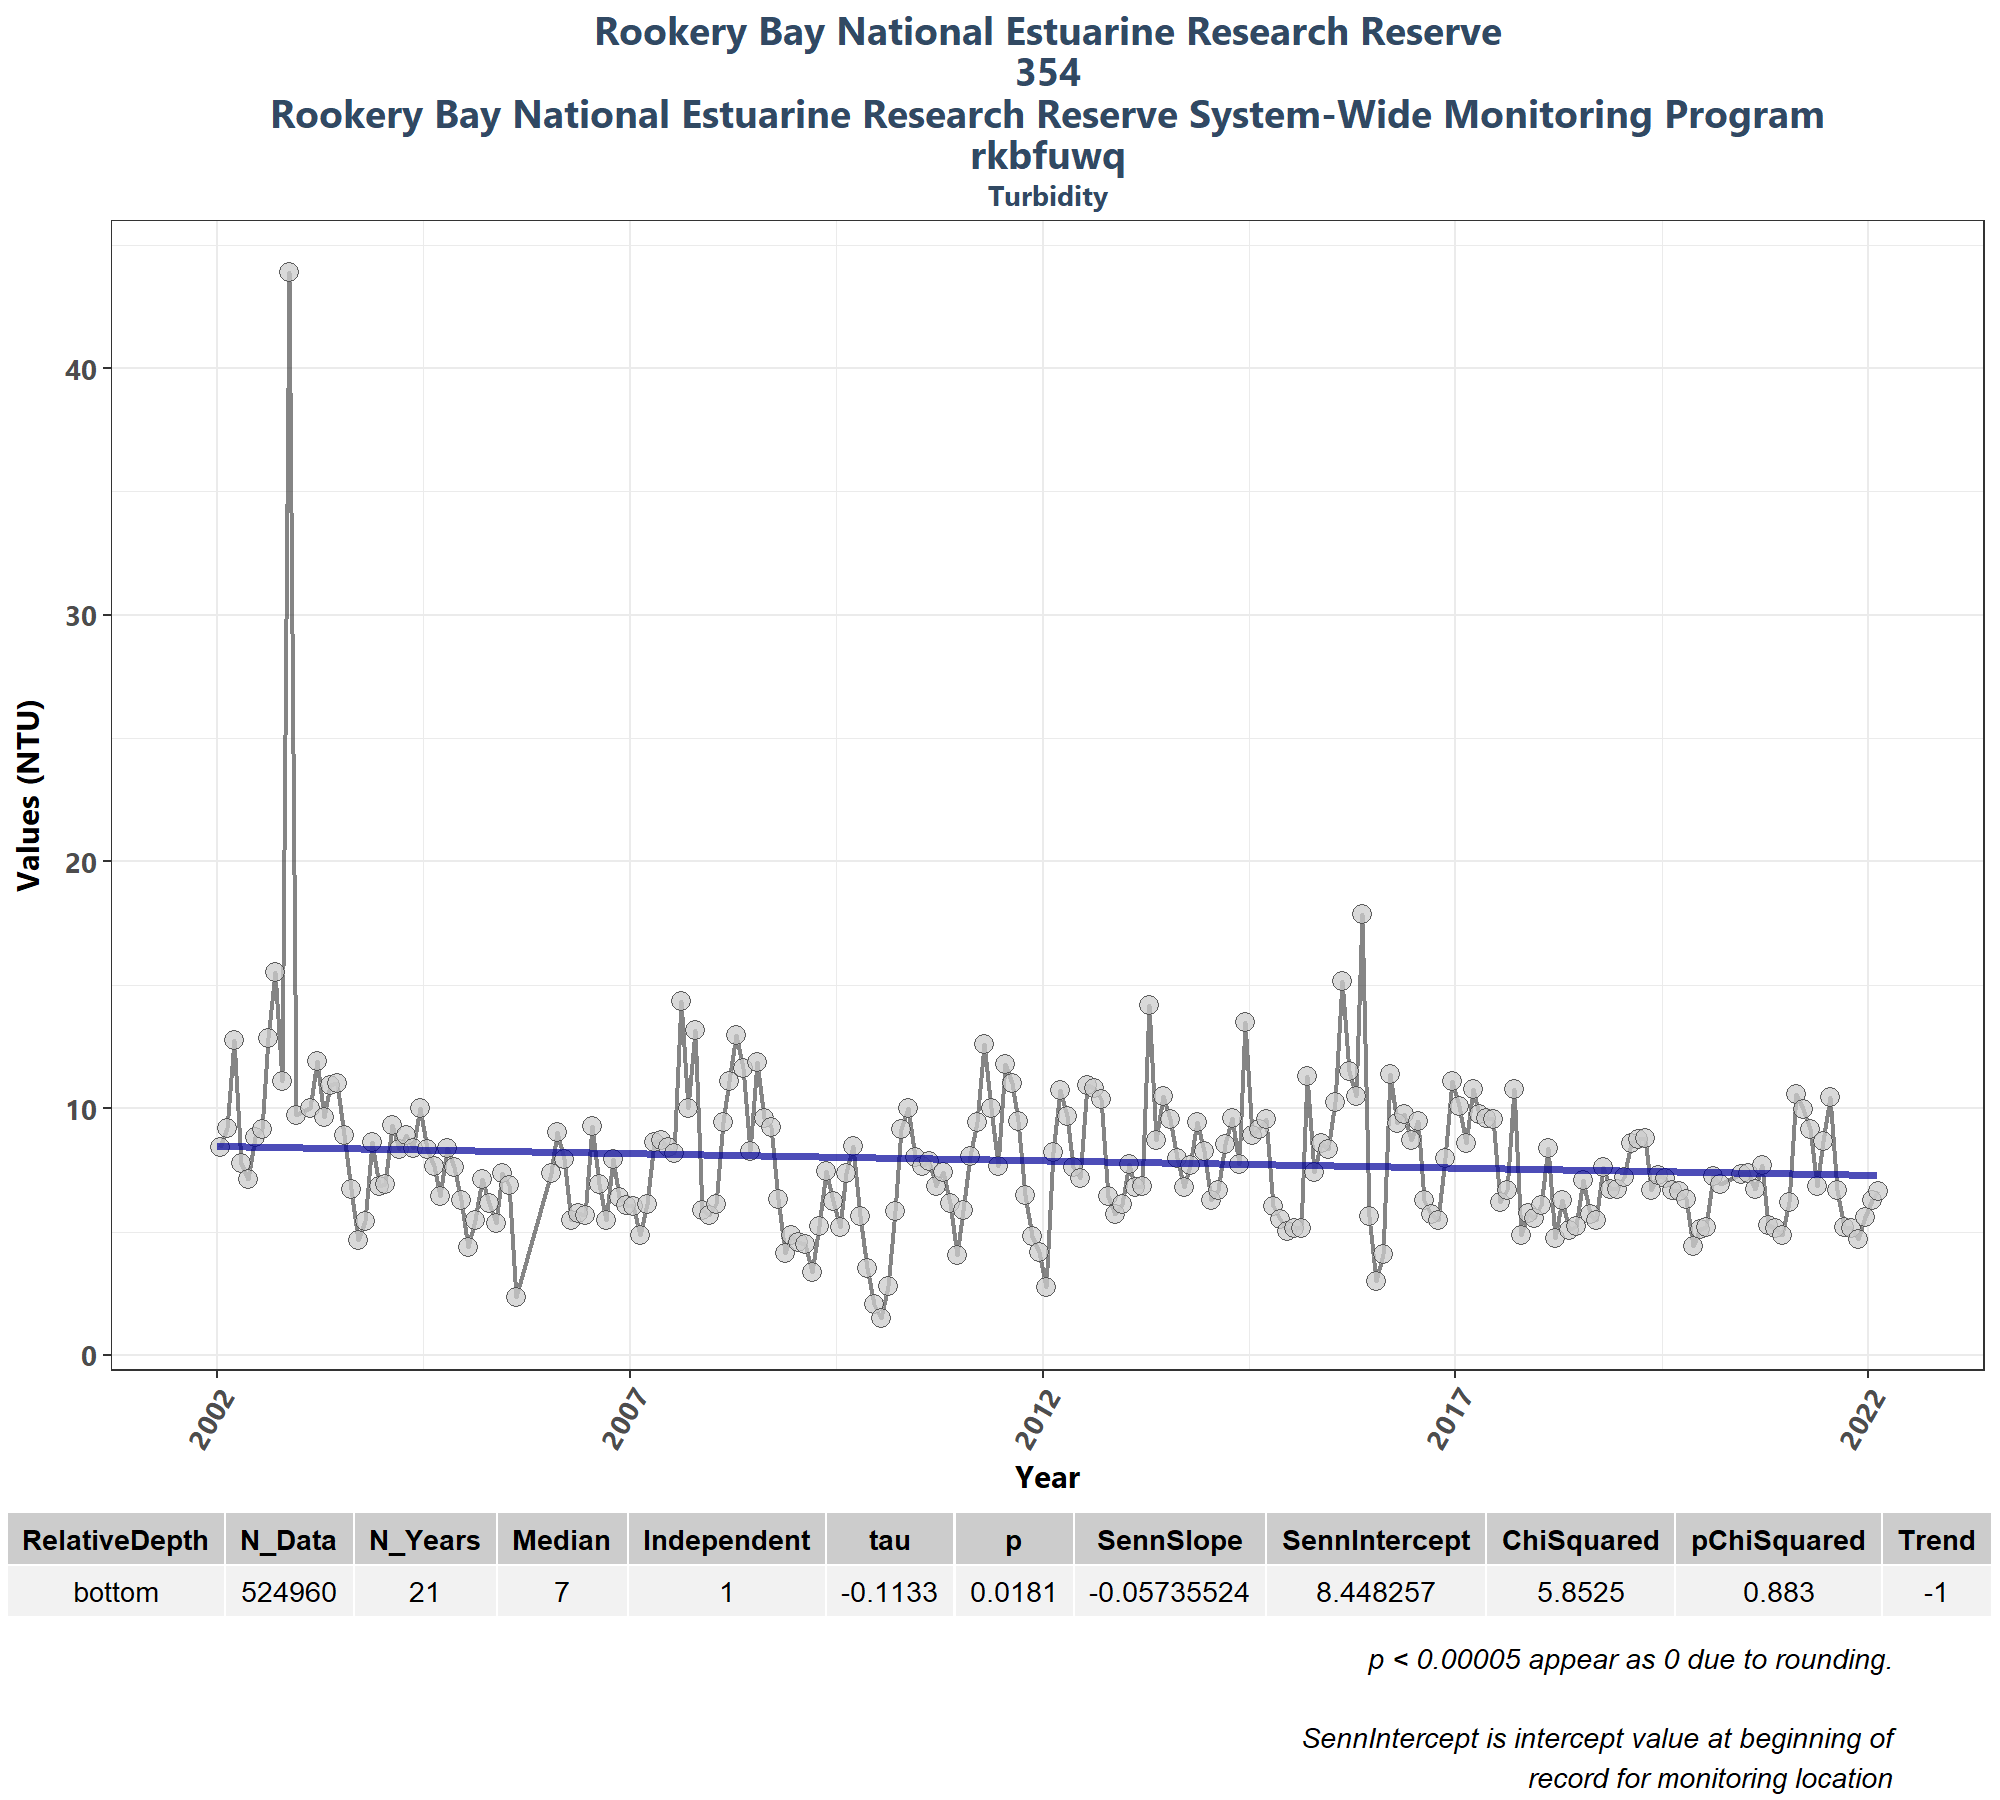 Rookery Bay National Estuarine Research Reserve
354
Rookery Bay National Estuarine Research Reserve System-Wide Monitoring Program
rkbfuwq
Turbidity
Values (NTU)
40
30
20
10
0
2002 2007 2012 2017 2022
Year
RelativeDepth N_Data N_Years Median Independent tau p SennSlope SennIntercept ChiSquared pChiSquared Trend
bottom 524960 21 7 1 -0.1133 0.0181 -0.05735524 8.448257 5.8525 0.883 -1
p < 0.00005 appear as 0 due to rounding.
SennIntercept is intercept value at beginning of
record for monitoring location